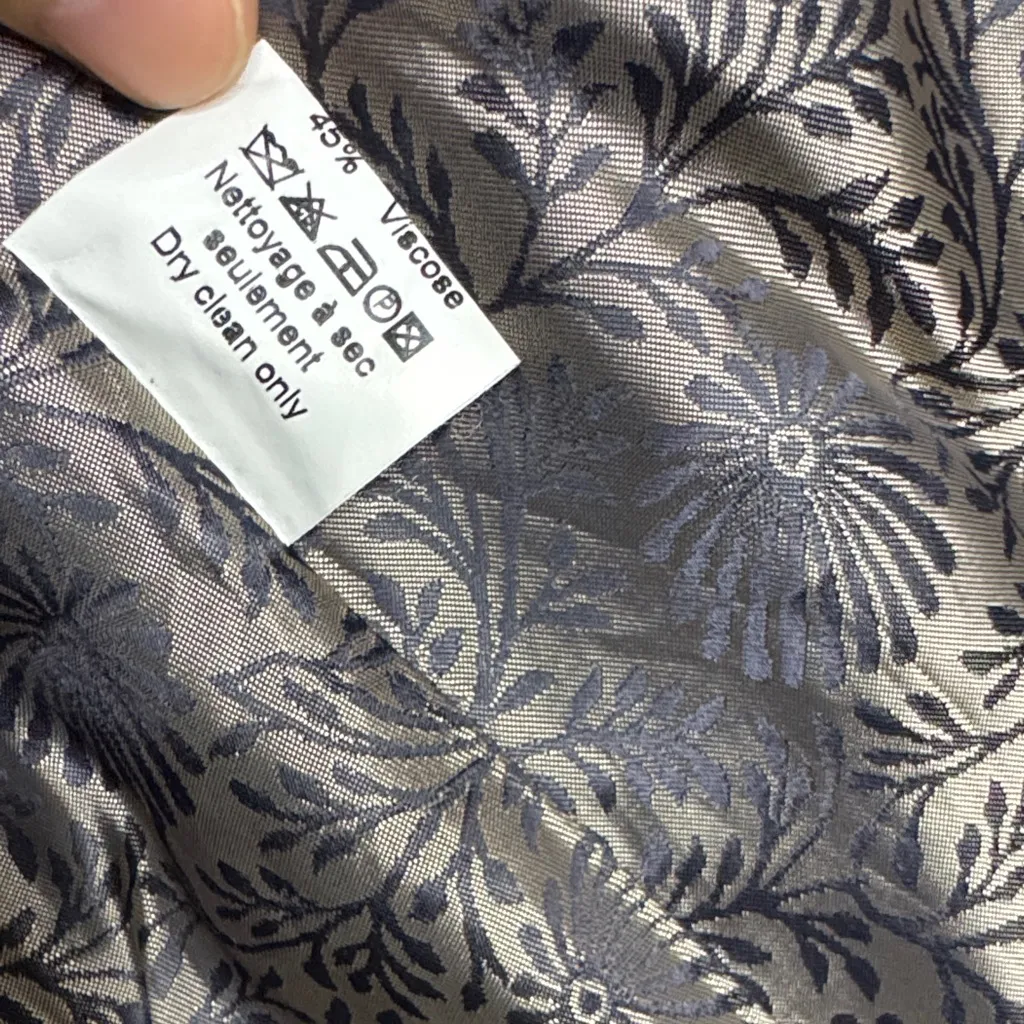 45% Viscose
P
Nettoyage à sec
seulement
Dry clean only